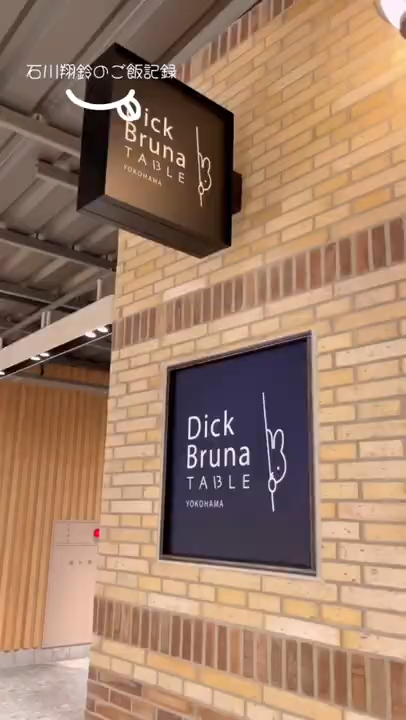 石川翔鈴のご飯記録
Dick
Bruna
TABLE
YOKOHAMA
Dick
Bruna
TABLE
YOKOHAMA